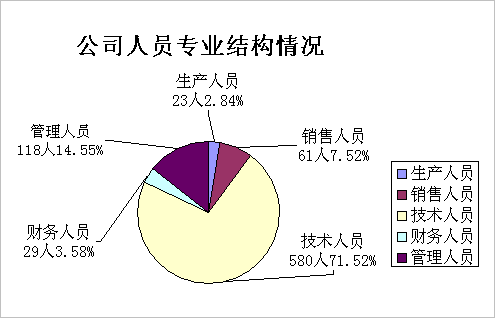 公司人员专业结构情况
生产人员
23人2.84%
管理人员
118人14.55%
销售人员
61人7.52%
财务人员
29人3.58%
技术人员
580人71.52%
生产人员
销售人员
技术人员
财务人员
管理人员